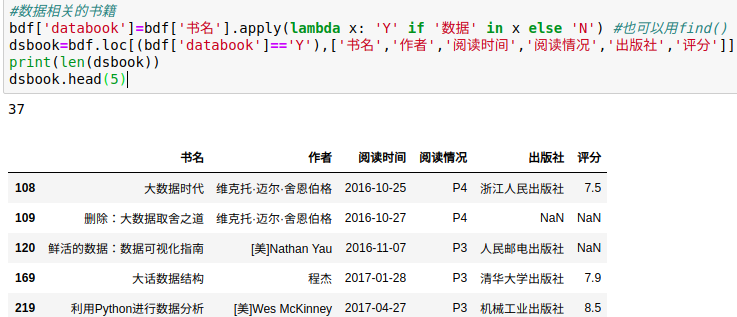 #数据相关的书籍
bdf['databook']=bdf['书名'].apply(lambda x: 'Y' if '数据' in x else 'N') #也可以用find()
dsbook=bdf.loc[(bdf['databook']=='Y'),['书名','作者','阅读时间','阅读情况','出版社','评分']]
print(len(dsbook))
dsbook.head(5)
37
书名 作者 阅读时间 阅读情况 出版社 评分
108 大数据时代 维克托·迈尔·舍恩伯格 2016-10-25 P4 浙江人民出版社 7.5
109 删除：大数据取舍之道 维克托·迈尔·舍恩伯格 2016-10-27 P4 NaN NaN
120 鲜活的数据：数据可视化指南 [美]Nathan Yau 2016-11-07 P3 人民邮电出版社 NaN
169 大话数据结构 程杰 2017-01-28 P3 清华大学出版社 7.9
219 利用Python进行数据分析 [美]Wes McKinney 2017-04-27 P3 机械工业出版社 8.5